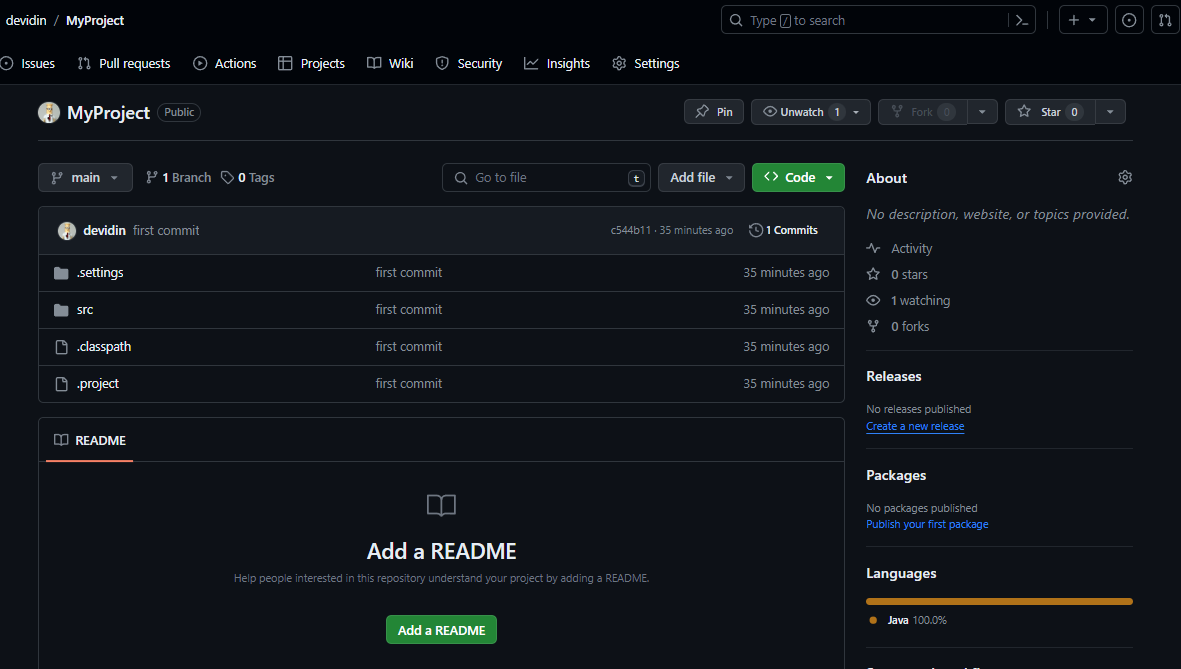 devidin / MyProject
Type / to search
Issues Pull requests Actions Projects Wiki Security Insights Settings
MyProject Public
Pin Unwatch 1 Fork 0 Star 0
main 1 Branch 0 Tags Go to file t Add file Code
devidin first commit c544b11 · 35 minutes ago 1 Commits
.settings first commit 35 minutes ago
src first commit 35 minutes ago
.classpath first commit 35 minutes ago
.project first commit 35 minutes ago
README
Add a README
Help people interested in this repository understand your project by adding a README.
Add a README
About
No description, website, or topics provided.
Activity
0 stars
1 watching
0 forks
Releases
No releases published
Create a new release
Packages
No packages published
Publish your first package
Languages
Java 100.0%